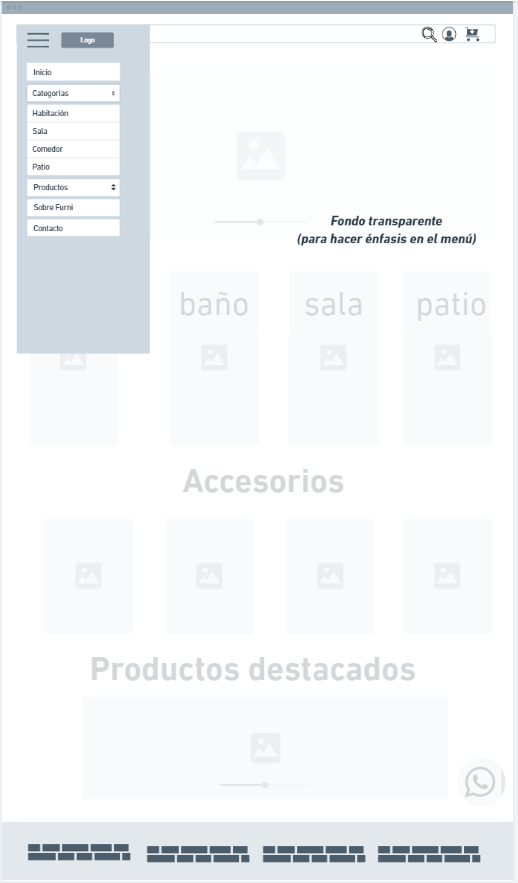 Logo
Inicio
Categorías
Habitación
Sala
Comedor
Patio
Productos
Sobre Furni
Contacto
Fondo transparente
(para hacer énfasis en el menú)
baño
sala
patio
Accesorios
Productos destacados